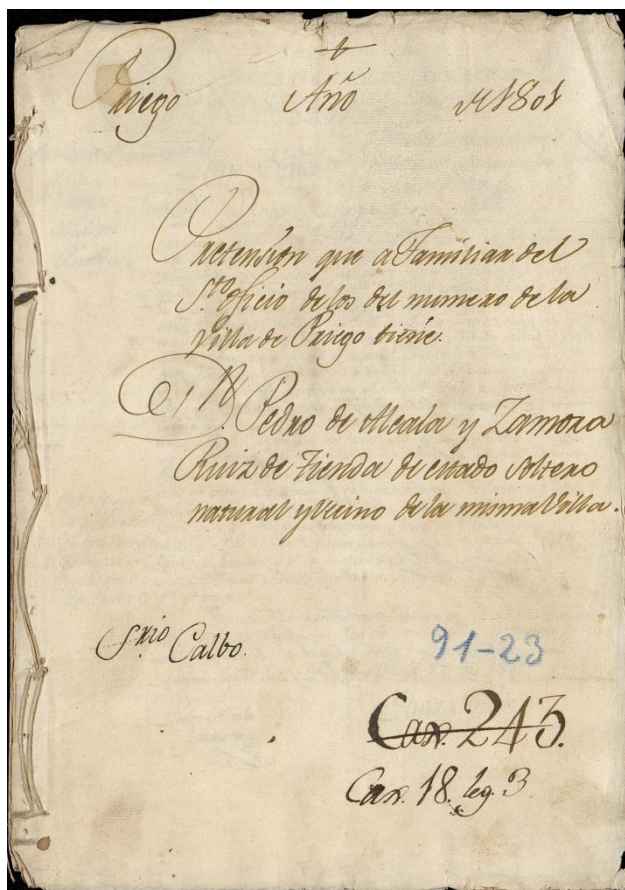 +
Priego Año de 1801
Pretension que a Familiar del
Sto. oficio de los del numero de la
Villa de Priego tiene.
Dn. Pedro de Alcala y Zamora
Ruiz de Tienda de estado soltero
natural y Vecino de la misma Villa.
Srio Calbo.
91-23
Cax. 243.
Cax. 18. leg. 3